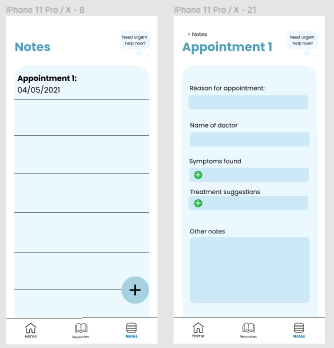 iPhone 11 Pro / X - 8
Need urgent
help now?
Notes
Appointment 1:
04/05/2021
+
Home
Notes
iPhone 11 Pro / X - 21
< Notes
Need urgent
help now?
Appointment 1
Reason for appointment:
Name of doctor
Symptoms found
Treatment suggestions
Other notes
Home
Resources
Notes